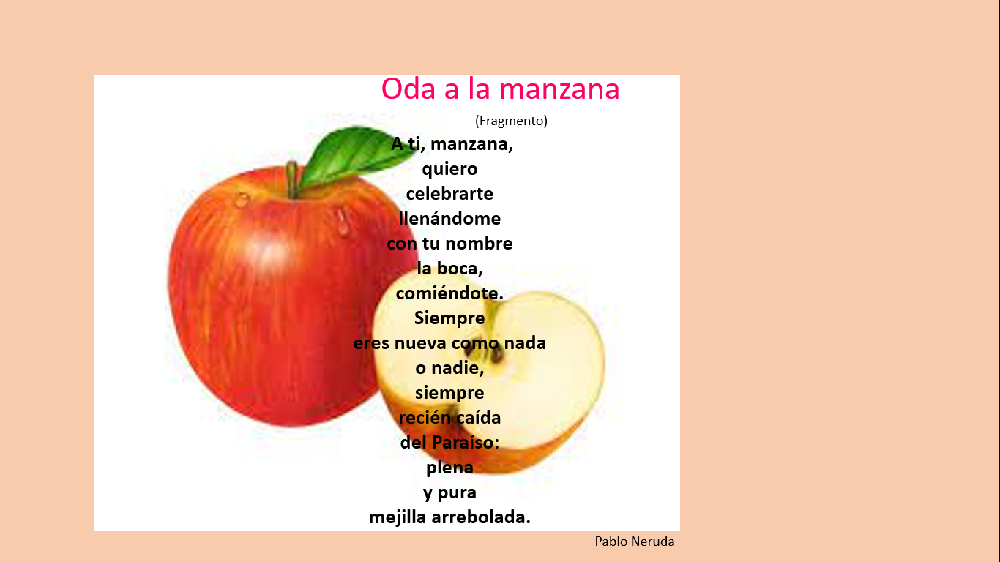 Oda a la manzana
(Fragmento)
A ti, manzana,
quiero
celebrarte
llenándome
con tu nombre
la boca,
comiéndote.
Siempre
eres nueva como nada
o nadie,
siempre
recién caída
del Paraíso:
plena
y pura
mejilla arrebolada.
Pablo Neruda